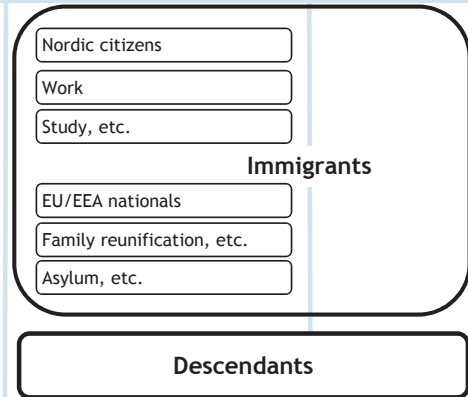 Nordic citizens
Work
Study, etc.
Immigrants
EU/EEA nationals
Family reunification, etc.
Asylum, etc.
Descendants